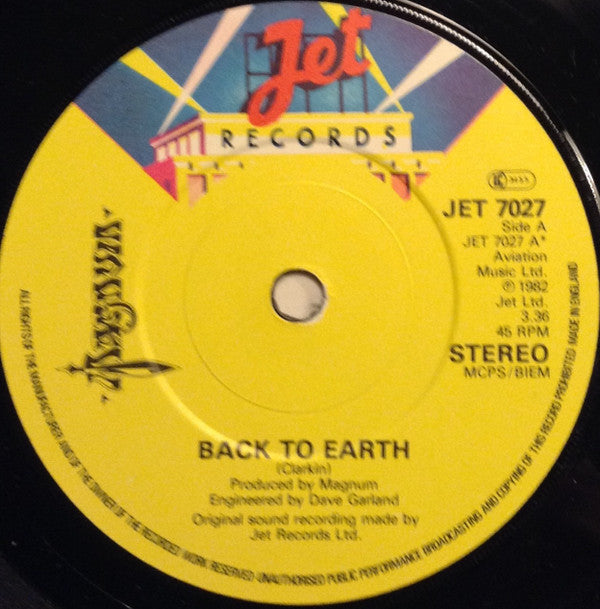 Jet
RECORDS
JET 7027
Side A
JET 7027 A*
Aviation
Music Ltd.
℗ 1982
Jet Ltd.
3.36
45 RPM
STEREO
MCPS/BIEM
Magnum
BACK TO EARTH
(Clarkin)
Produced by Magnum
Engineered by Dave Garland
Original sound recording made by
Jet Records Ltd.
ALL RIGHTS OF THE MANUFACTURER AND OF THE OWNER OF THE RECORDED WORK RESERVED · UNAUTHORISED PUBLIC PERFORMANCE BROADCASTING AND COPYING OF THIS RECORD PROHIBITED MADE IN ENGLAND